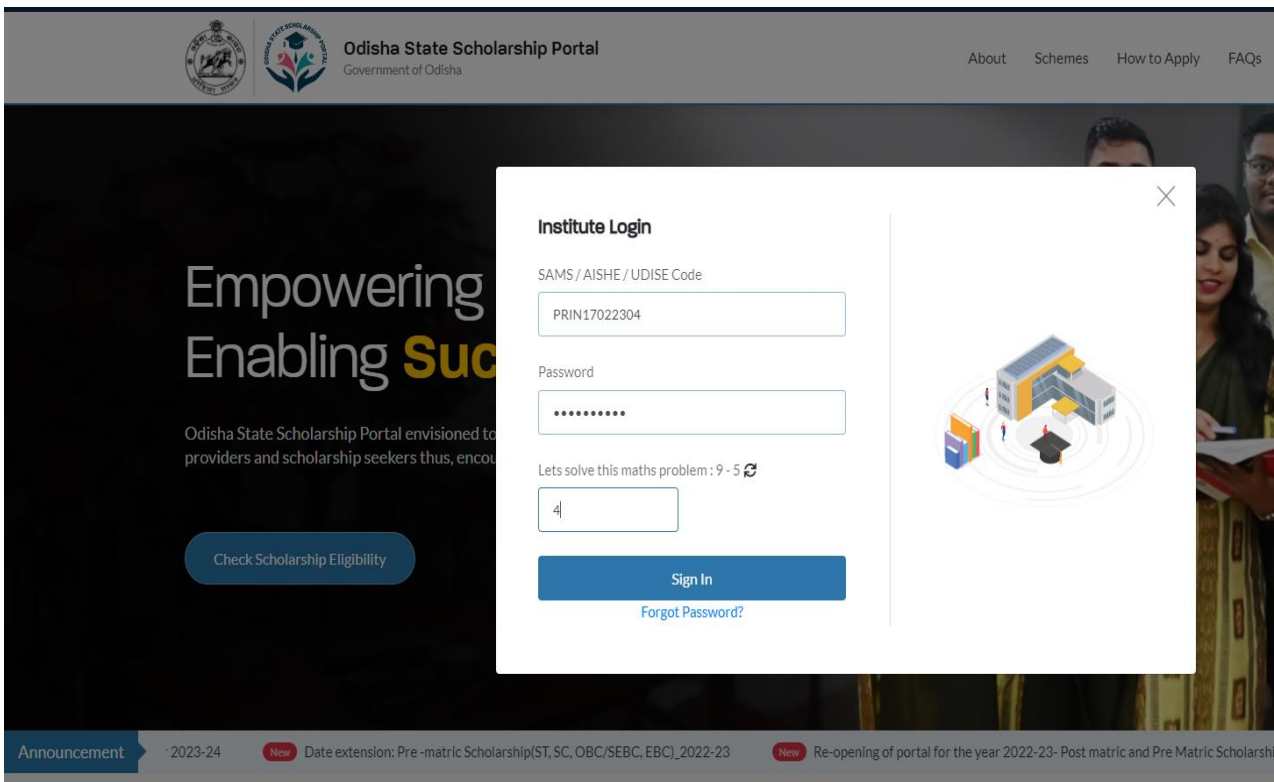 Odisha State Scholarship Portal
Government of Odisha
About Schemes How to Apply FAQs
Empowering
Enabling Suc
Odisha State Scholarship Portal envisioned to
providers and scholarship seekers thus, encou
Check Scholarship Eligibility
Institute Login
SAMS / AISHE / UDISE Code
PRIN17022304
Password
••••••••••
Lets solve this maths problem : 9 - 5
4
Sign In
Forgot Password?
Announcement 2023-24 New Date extension: Pre -matric Scholarship(ST, SC, OBC/SEBC, EBC)_2022-23 New Re-opening of portal for the year 2022-23- Post matric and Pre Matric Scholarshi